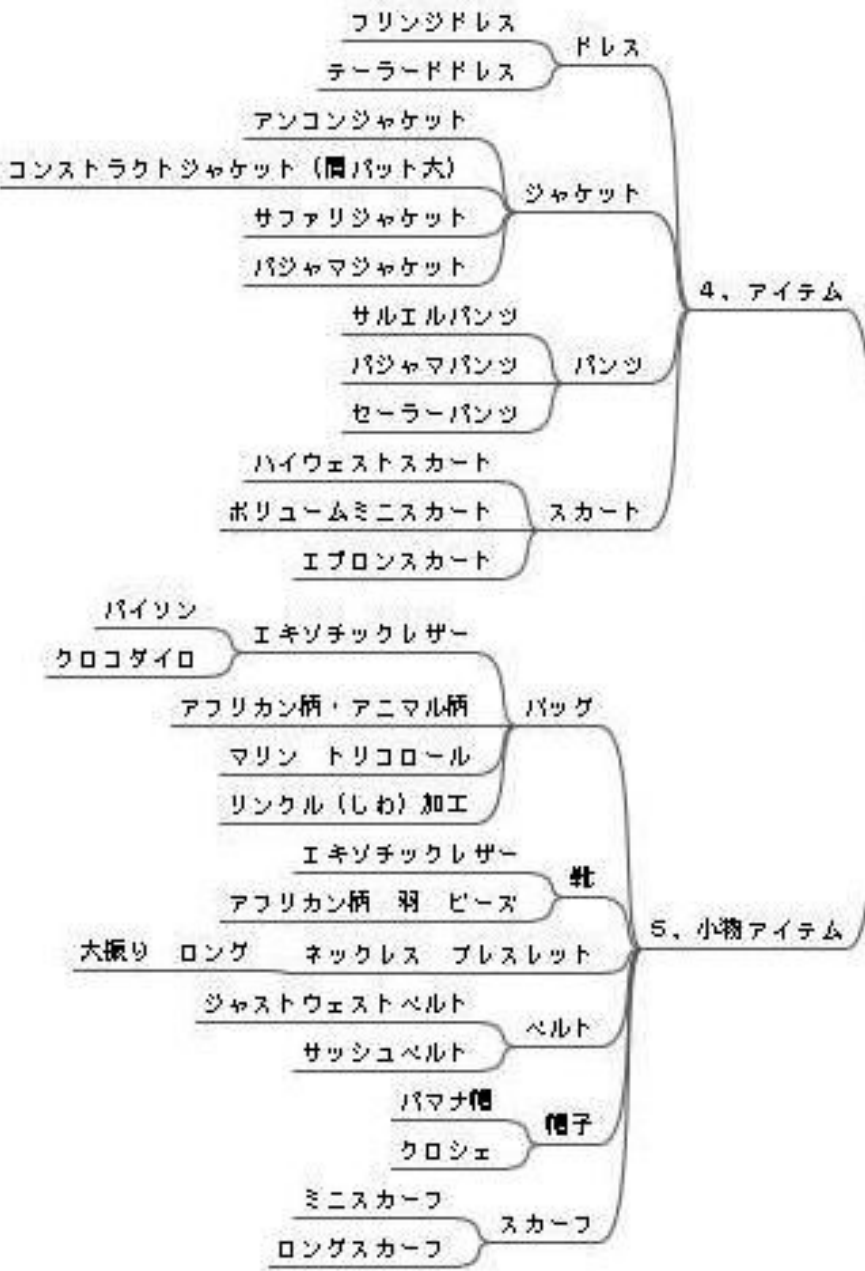 フリンジドレス
ドレス
テーラードドレス
アンコンジャケット
コンストラクトジャケット（肩パット大）
ジャケット
サファリジャケット
パジャマジャケット
4、アイテム
サルエルパンツ
パジャマパンツ
パンツ
セーラーパンツ
ハイウェストスカート
ボリュームミニスカート
スカート
エプロンスカート
パイソン
エキゾチックレザー
クロコダイロ
アフリカン柄・アニマル柄
バッグ
マリン　トリコロール
リンクル（しわ）加工
エキゾチックレザー
靴
アフリカン柄　羽　ビーズ
5、小物アイテム
大振り　ロング
ネックレス　ブレスレット
ジャストウェストベルト
ベルト
サッシュベルト
パマナ帽
帽子
クロシェ
ミニスカーフ
スカーフ
ロングスカーフ